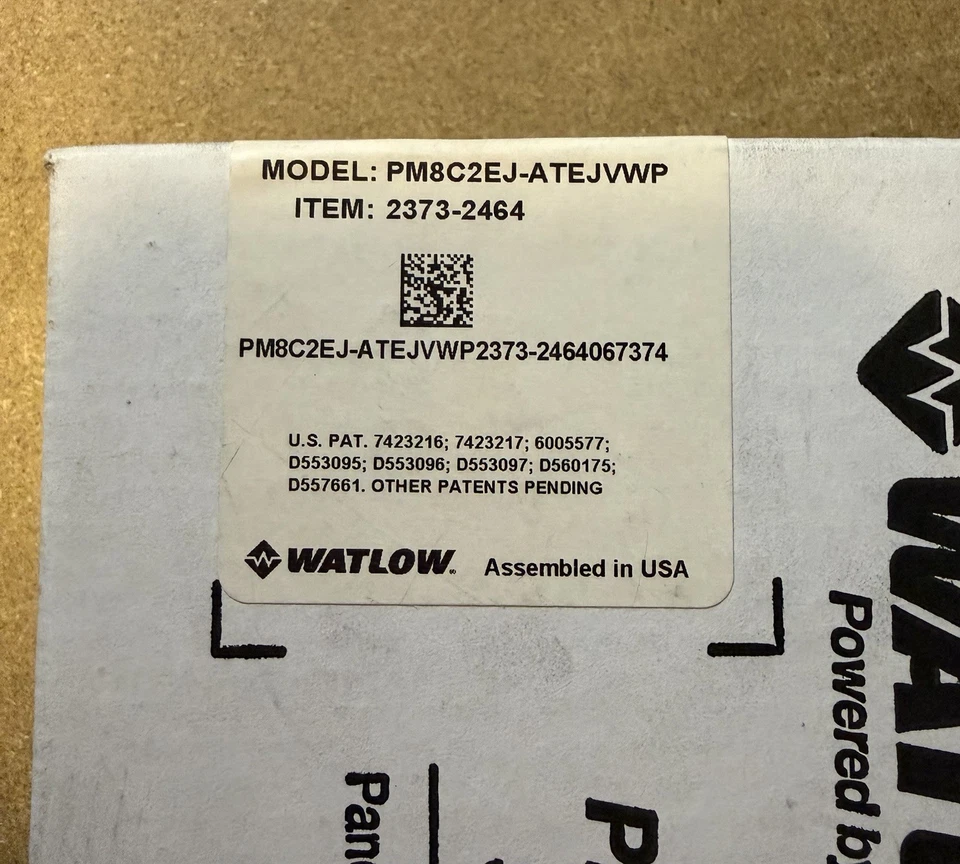 MODEL: PM8C2EJ-ATEJVWP
ITEM: 2373-2464
PM8C2EJ-ATEJVWP2373-2464067374
U.S. PAT. 7423216; 7423217; 6005577;
D553095; D553096; D553097; D560175;
D557661. OTHER PATENTS PENDING
WATLOW® Assembled in USA
Powered by